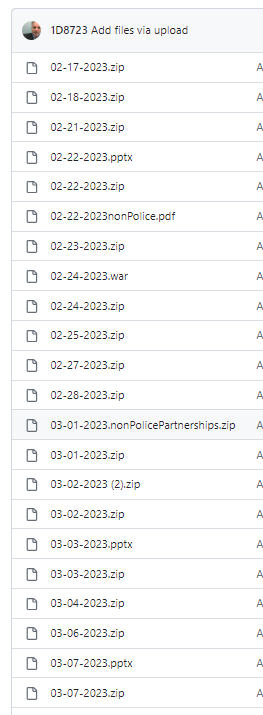 1D8723 Add files via upload
02-17-2023.zip A
02-18-2023.zip A
02-21-2023.zip A
02-22-2023.pptx A
02-22-2023.zip A
02-22-2023nonPolice.pdf A
02-23-2023.zip A
02-24-2023.war A
02-24-2023.zip A
02-25-2023.zip A
02-27-2023.zip A
02-28-2023.zip A
03-01-2023.nonPolicePartnerships.zip A
03-01-2023.zip A
03-02-2023 (2).zip A
03-02-2023.zip A
03-03-2023.pptx A
03-03-2023.zip A
03-04-2023.zip A
03-06-2023.zip A
03-07-2023.pptx A
03-07-2023.zip A